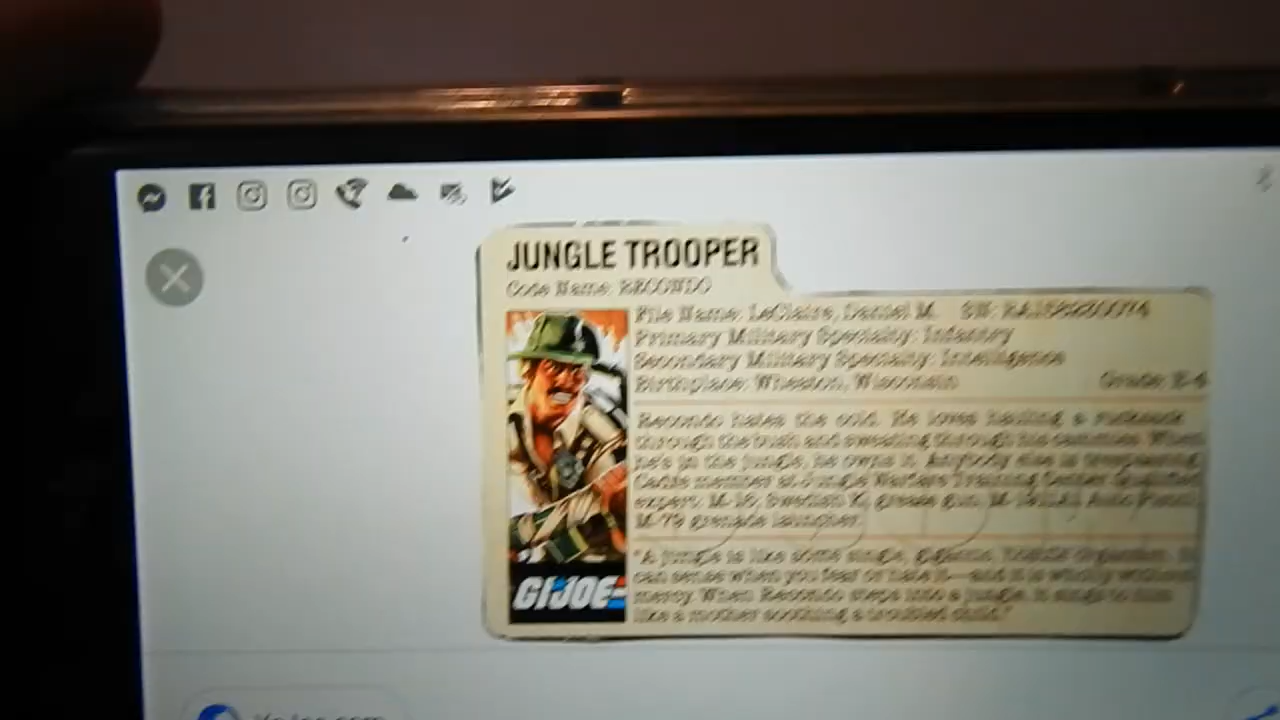 JUNGLE TROOPER
Code Name: RECONDO
File Name: LeClaire, Daniel M. SN:
Primary Military Specialty: Infantry
Secondary Military Specialty: Intelligence
Birthplace: Wheaton, Wisconsin Grade: E-4
Recondo hates the cold. He loves hauling a rucksack
through the bush and sweating through his cammies. When
he's in the jungle, he owns it. Anybody else is trespassing.
Cadre member at Jungle Warfare Training Center. Qualified
expert: M-16; Swedish K; grease gun; Auto Pistol;
M-79 grenade launcher.
"A jungle is like some single, gigantic organism. It
can sense when you fear or hate it—and it is wholly without
mercy. When Recondo steps into a jungle, it sings to him
like a mother soothing a troubled child."
GI JOE